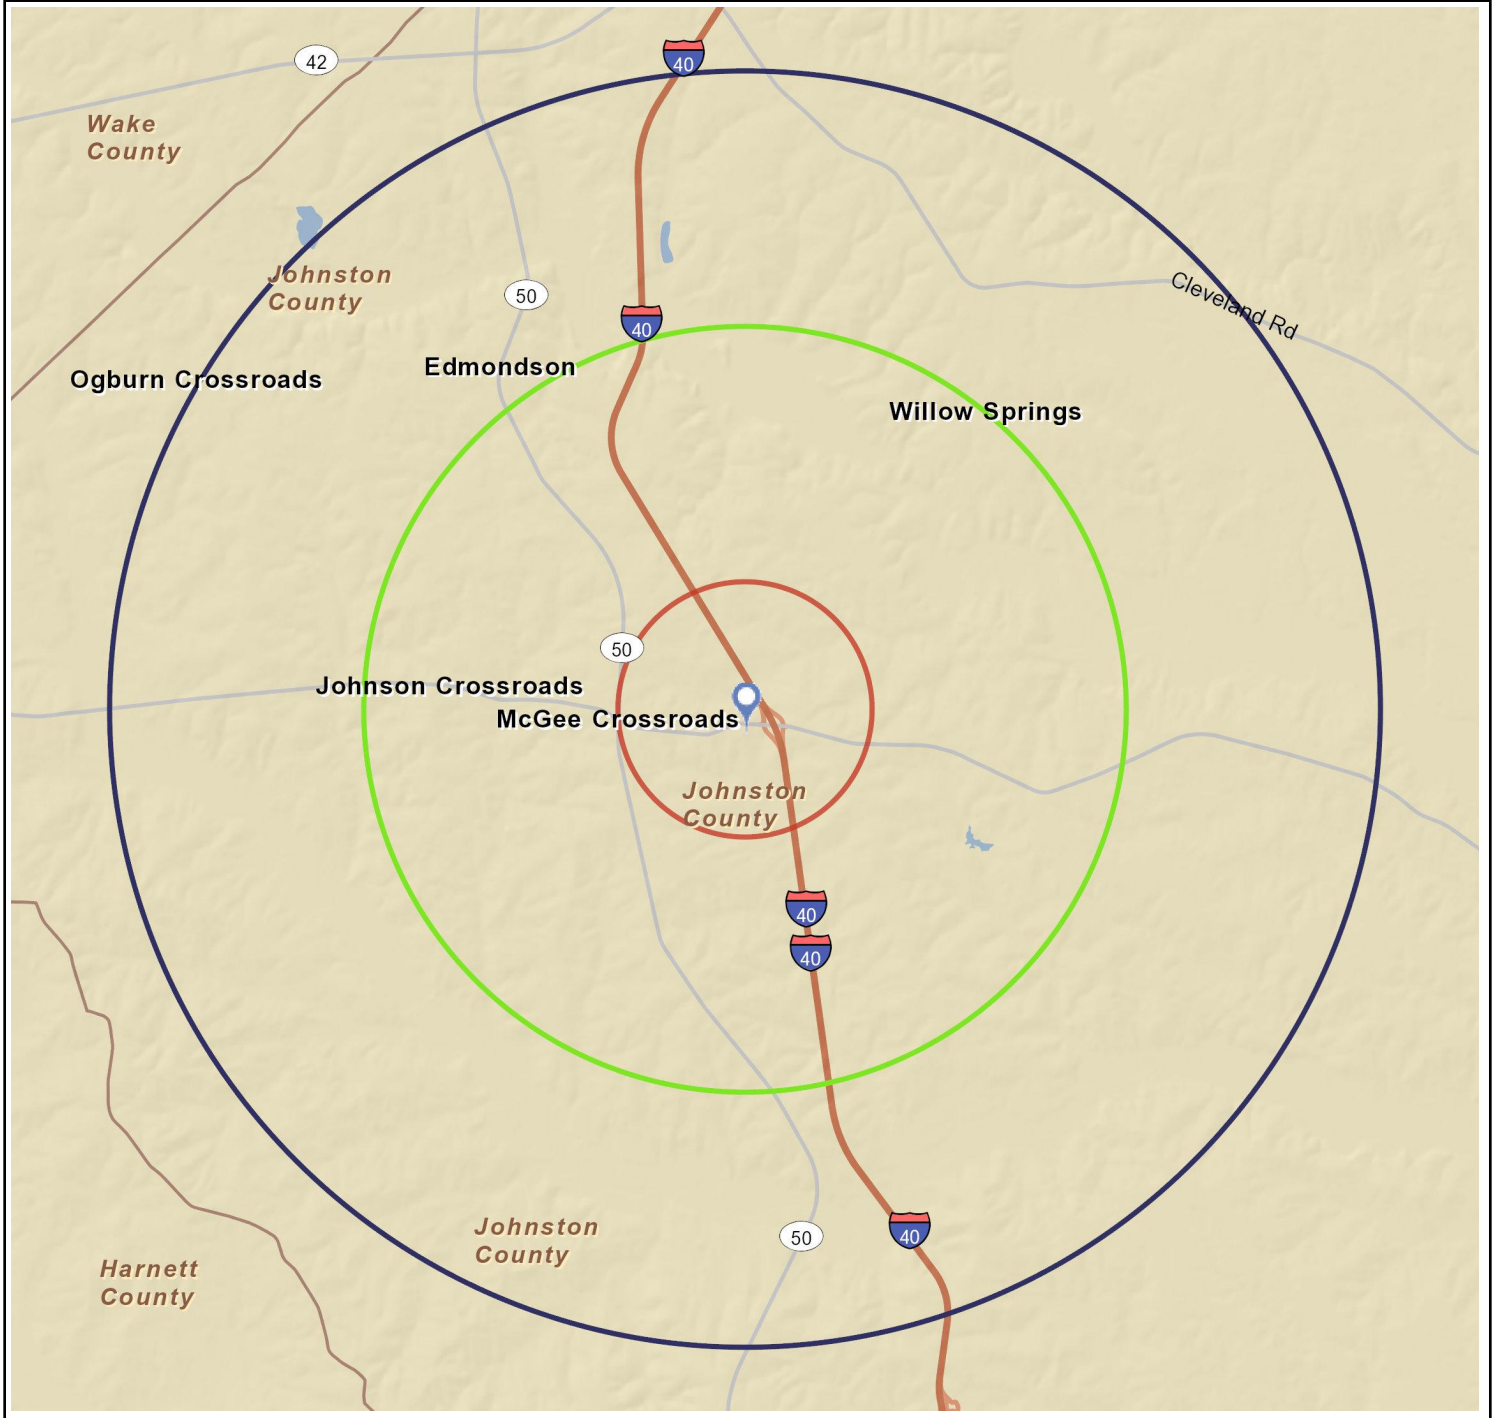 40
42
Wake
County
Johnston
County
50
Cleveland Rd
40
Edmondson
Ogburn Crossroads
Willow Springs
50
Johnson Crossroads
McGee Crossroads
Johnston
County
40
40
Johnston
County
50
40
Harnett
County